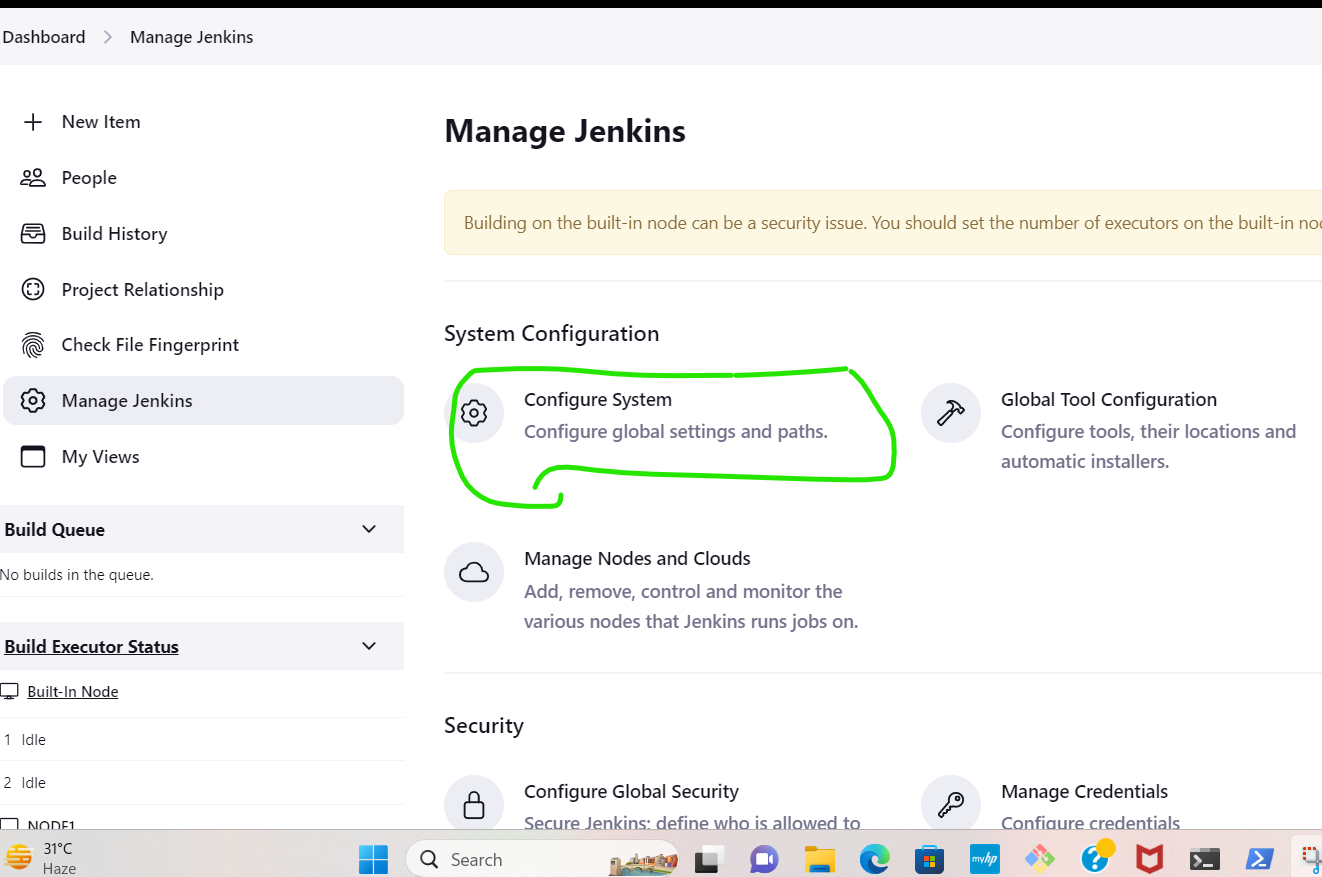 Dashboard > Manage Jenkins
New Item
People
Build History
Project Relationship
Check File Fingerprint
Manage Jenkins
My Views
Build Queue
No builds in the queue.
Build Executor Status
Built-In Node
1 Idle
2 Idle
NODE1
Manage Jenkins
Building on the built-in node can be a security issue. You should set the number of executors on the built-in
System Configuration
Configure System
Configure global settings and paths.
Global Tool Configuration
Configure tools, their locations and
automatic installers.
Manage Nodes and Clouds
Add, remove, control and monitor the
various nodes that Jenkins runs jobs on.
Security
Configure Global Security
Secure Jenkins; define who is allowed to
Manage Credentials
Configure credentials
31°C
Haze
Search
myhp